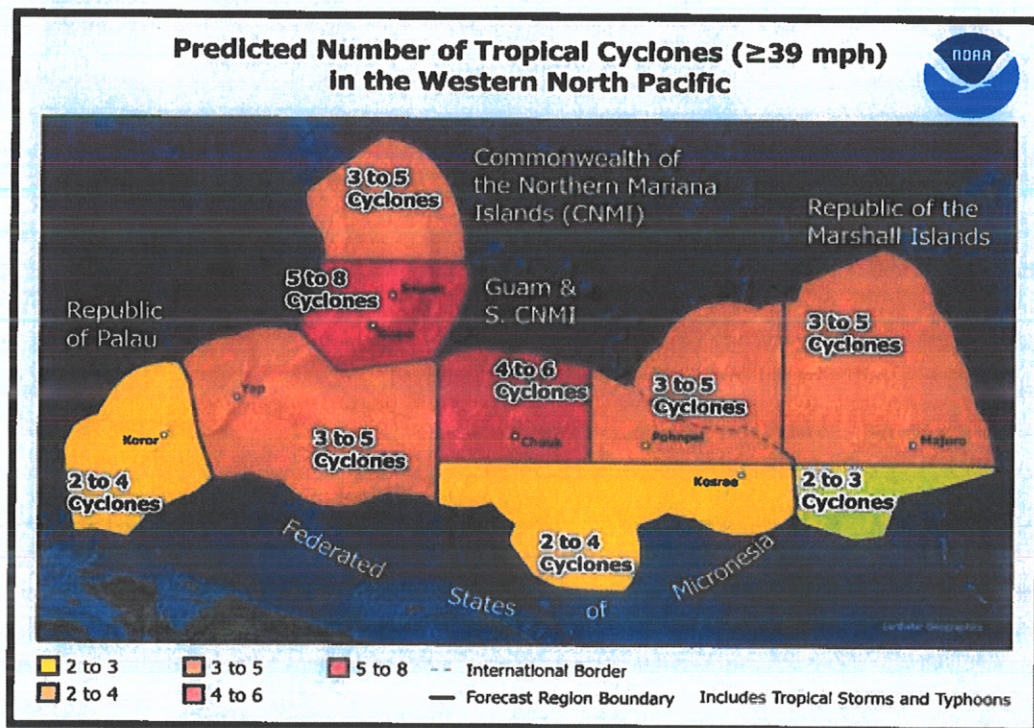 Predicted Number of Tropical Cyclones (≥39 mph)
in the Western North Pacific
NOAA
3 to 5
Cyclones
Commonwealth of
the Northern Mariana
Islands (CNMI)
Republic of the
Marshall Islands
5 to 8
Cyclones
Saipan
Guam &
S. CNMI
Republic
of Palau
3 to 5
Cyclones
4 to 6
Cyclones
3 to 5
Cyclones
Yap
Koror
3 to 5
Cyclones
Chuuk
Pohnpei
Majuro
2 to 4
Cyclones
Kosrae
2 to 3
Cyclones
2 to 4
Cyclones
Federated
States of
Micronesia
Earthstar Geographics
2 to 3
3 to 5
5 to 8
International Border
2 to 4
4 to 6
Forecast Region Boundary
Includes Tropical Storms and Typhoons